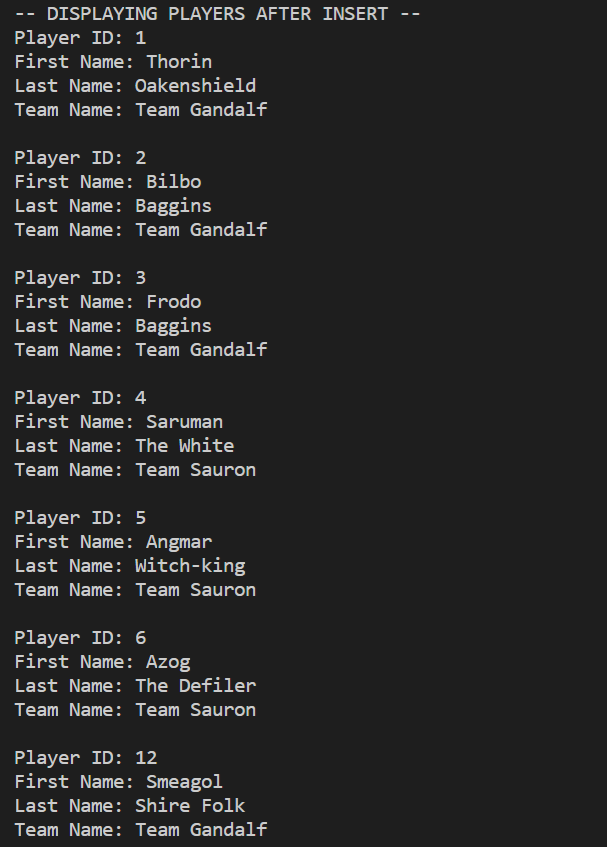 -- DISPLAYING PLAYERS AFTER INSERT --
Player ID: 1
First Name: Thorin
Last Name: Oakenshield
Team Name: Team Gandalf
Player ID: 2
First Name: Bilbo
Last Name: Baggins
Team Name: Team Gandalf
Player ID: 3
First Name: Frodo
Last Name: Baggins
Team Name: Team Gandalf
Player ID: 4
First Name: Saruman
Last Name: The White
Team Name: Team Sauron
Player ID: 5
First Name: Angmar
Last Name: Witch-king
Team Name: Team Sauron
Player ID: 6
First Name: Azog
Last Name: The Defiler
Team Name: Team Sauron
Player ID: 12
First Name: Smeagol
Last Name: Shire Folk
Team Name: Team Gandalf